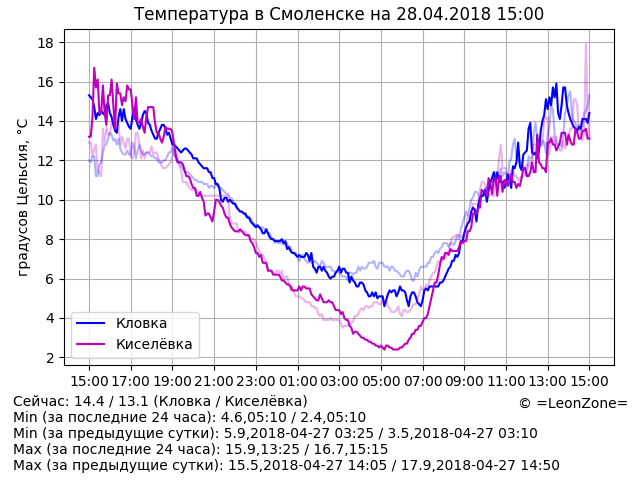 Температура в Смоленске на 28.04.2018 15:00
градусов Цельсия, °C
18
16
14
12
10
8
6
4
2
Кловка
Киселёвка
15:00 17:00 19:00 21:00 23:00 01:00 03:00 05:00 07:00 09:00 11:00 13:00 15:00
Сейчас: 14.4 / 13.1 (Кловка / Киселёвка)
© =LeonZone=
Min (за последние 24 часа): 4.6,05:10 / 2.4,05:10
Min (за предыдущие сутки): 5.9,2018-04-27 03:25 / 3.5,2018-04-27 03:10
Max (за последние 24 часа): 15.9,13:25 / 16.7,15:15
Max (за предыдущие сутки): 15.5,2018-04-27 14:05 / 17.9,2018-04-27 14:50